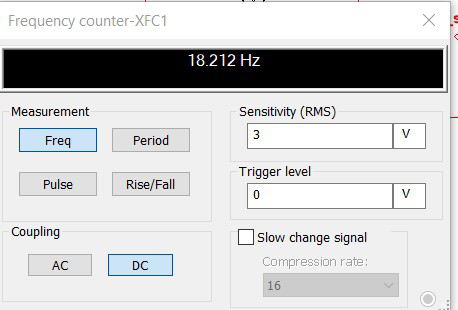 Frequency counter-XFC1
18.212 Hz
Measurement
Freq
Period
Pulse
Rise/Fall
Coupling
AC
DC
Sensitivity (RMS)
3 V
Trigger level
0 V
Slow change signal
Compression rate:
16